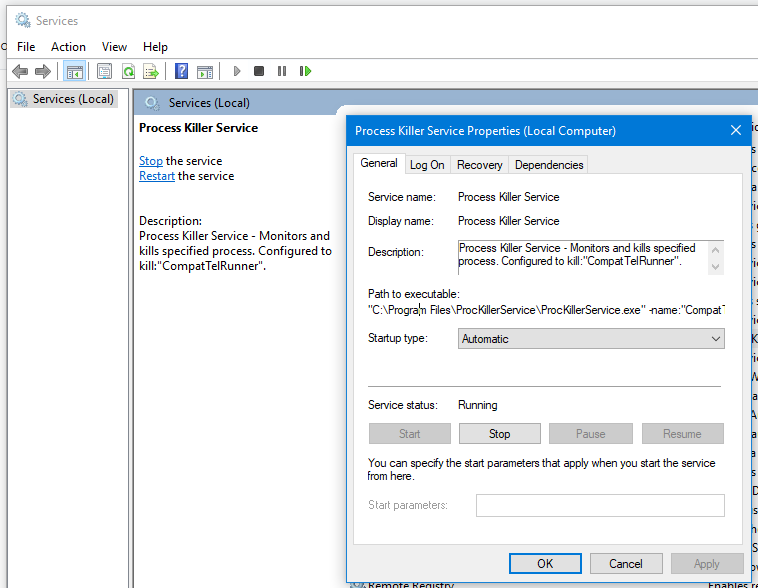 Services
File Action View Help
Services (Local)
Services (Local)
Process Killer Service
Stop the service
Restart the service
Description:
Process Killer Service - Monitors and
kills specified process. Configured to
kill:"CompatTelRunner".
Process Killer Service Properties (Local Computer)
General Log On Recovery Dependencies
Service name: Process Killer Service
Display name: Process Killer Service
Description: Process Killer Service - Monitors and kills specified
process. Configured to kill:"CompatTelRunner".
Path to executable:
"C:\Program Files\ProcKillerService\ProcKillerService.exe" -name:"CompatT
Startup type: Automatic
Service status: Running
Start Stop Pause Resume
You can specify the start parameters that apply when you start the service
from here.
Start parameters:
OK Cancel Apply
Remote Registry Enables re